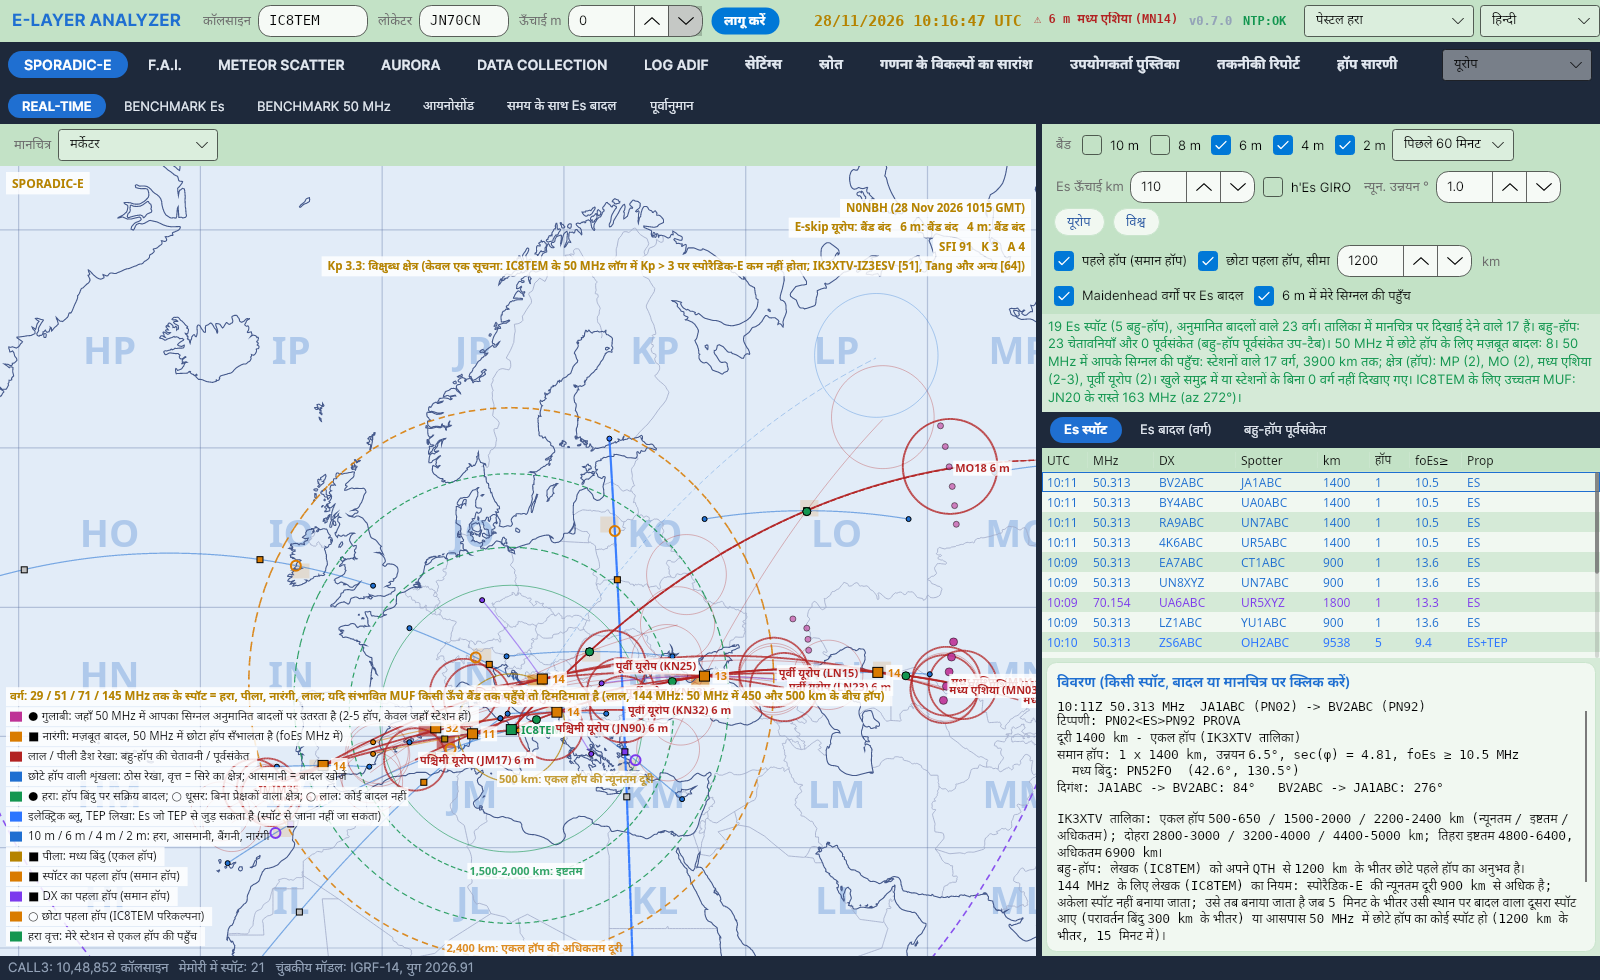 E-LAYER ANALYZER कॉलसाइन IC8TEM लोकेटर JN70CN ऊँचाई m 0 लागू करें 28/11/2026 10:16:47 UTC ⚠ 6 m मध्य एशिया (MN14) v0.7.0 NTP:OK पेस्टल हरा हिन्दी
SPORADIC-E F.A.I. METEOR SCATTER AURORA DATA COLLECTION LOG ADIF सेटिंग्स स्रोत गणना के विकल्पों का सारांश उपयोगकर्ता पुस्तिका तकनीकी रिपोर्ट हॉप सारणी यूरोप
REAL-TIME BENCHMARK Es BENCHMARK 50 MHz आयनोसोंड समय के साथ Es बादल पूर्वानुमान
मानचित्र मर्केटर
SPORADIC-E
N0NBH (28 Nov 2026 1015 GMT)
E-skip यूरोप: बैंड बंद 6 m: बैंड बंद 4 m: बैंड बंद
SFI 91 K 3 A 4
Kp 3.3: विक्षुब्ध क्षेत्र (केवल एक सूचना: IC8TEM के 50 MHz लॉग में Kp > 3 पर स्पोरैडिक-E कम नहीं होता; IK3XTV-IZ3ESV [51], Tang और अन्य [64])
HP IP JP KP LP
MO18 6 m
HO IO JO KO LO
HN IN
पूर्वी यूरोप (KN25)
पूर्वी यूरोप (LN15)
14 13 14
मध्य एशिया (MN03
वर्ग: 29 / 51 / 71 / 145 MHz तक के स्पॉट = हरा, पीला, नारंगी, लाल; यदि संभावित MUF किसी ऊँचे बैंड तक पहुँचे तो टिमटिमाता है (लाल, 144 MHz: 50 MHz में 450 और 500 km के बीच हॉप)
पूर्वी यूरोप (KN32) 6 m
14
पश्चिमी यूरोप (JN90) 6 m
11
पश्चिमी यूरोप (JM17) 6 m
14
500 km: एकल हॉप की न्यूनतम दूरी
JM KM LM
1,500-2,000 km: इष्टतम
IL JL KL LL
2,400 km: एकल हॉप की अधिकतम दूरी
● गुलाबी: जहाँ 50 MHz में आपका सिग्नल अनुमानित बादलों पर उतरता है (2-5 हॉप, केवल जहाँ स्टेशन हो)
■ नारंगी: मज़बूत बादल, 50 MHz में छोटा हॉप सँभालता है (foEs MHz में)
लाल / पीली डैश रेखा: बहु-हॉप की चेतावनी / पूर्वसंकेत
छोटे हॉप वाली शृंखला: ठोस रेखा, वृत्त = सिरे का क्षेत्र; आसमानी = बादल खोज
● हरा: हॉप बिंदु पर सक्रिय बादल; ○ धूसर: बिना प्रेक्षकों वाला क्षेत्र; ○ लाल: कोई बादल नहीं
इलेक्ट्रिक ब्लू, TEP लिखा: Es जो TEP से जुड़ सकता है (स्पॉट से जाना नहीं जा सकता)
10 m / 6 m / 4 m / 2 m: हरा, आसमानी, बैंगनी, नारंगी
■ पीला: मध्य बिंदु (एकल हॉप)
■ स्पॉटर का पहला हॉप (समान हॉप)
■ DX का पहला हॉप (समान हॉप)
○ छोटा पहला हॉप (IC8TEM परिकल्पना)
हरा वृत्त: मेरे स्टेशन से एकल हॉप की पहुँच
बैंड 10 m 8 m 6 m 4 m 2 m पिछले 60 मिनट
Es ऊँचाई km 110 h'Es GIRO न्यून. उन्नयन ° 1.0
यूरोप विश्व
पहले हॉप (समान हॉप) छोटा पहला हॉप, सीमा 1200 km
Maidenhead वर्गों पर Es बादल 6 m में मेरे सिग्नल की पहुँच
19 Es स्पॉट (5 बहु-हॉप), अनुमानित बादलों वाले 23 वर्ग। तालिका में मानचित्र पर दिखाई देने वाले 17 हैं। बहु-हॉप:
23 चेतावनियाँ और 0 पूर्वसंकेत (बहु-हॉप पूर्वसंकेत उप-टैब)। 50 MHz में छोटे हॉप के लिए मज़बूत बादल: 8। 50
MHz में आपके सिग्नल की पहुँच: स्टेशनों वाले 17 वर्ग, 3900 km तक; क्षेत्र (हॉप): MP (2), MO (2), मध्य एशिया
(2-3), पूर्वी यूरोप (2)। खुले समुद्र में या स्टेशनों के बिना 0 वर्ग नहीं दिखाए गए। IC8TEM के लिए उच्चतम MUF:
JN20 के रास्ते 163 MHz (az 272°)।
Es स्पॉट Es बादल (वर्ग) बहु-हॉप पूर्वसंकेत
UTC MHz DX Spotter km हॉप foEs≥ Prop
10:11 50.313 BV2ABC JA1ABC 1400 1 10.5 ES
10:11 50.313 BY4ABC UA0ABC 1400 1 10.5 ES
10:11 50.313 RA9ABC UN7ABC 1400 1 10.5 ES
10:11 50.313 4K6ABC UR5ABC 1400 1 10.5 ES
10:09 50.313 EA7ABC CT1ABC 900 1 13.6 ES
10:09 50.313 UN8XYZ UN7ABC 900 1 13.6 ES
10:09 70.154 UA6ABC UR5XYZ 1800 1 13.3 ES
10:09 50.313 LZ1ABC YU1ABC 900 1 13.6 ES
10:10 50.313 ZS6ABC OH2ABC 9538 5 9.4 ES+TEP
विवरण (किसी स्पॉट, बादल या मानचित्र पर क्लिक करें)
10:11Z 50.313 MHz JA1ABC (PN02) -> BV2ABC (PN92)
टिप्पणी: PN02<ES>PN92 PROVA
दूरी 1400 km - एकल हॉप (IK3XTV तालिका)
समान हॉप: 1 x 1400 km, उन्नयन 6.5°, sec(φ) = 4.81, foEs ≥ 10.5 MHz
मध्य बिंदु: PN52FO (42.6°, 130.5°)
दिगंश: JA1ABC -> BV2ABC: 84° BV2ABC -> JA1ABC: 276°
IK3XTV तालिका: एकल हॉप 500-650 / 1500-2000 / 2200-2400 km (न्यूनतम / इष्टतम /
अधिकतम); दोहरा 2800-3000 / 3200-4000 / 4400-5000 km; तिहरा इष्टतम 4800-6400,
अधिकतम 6900 km।
बहु-हॉप: लेखक (IC8TEM) को अपने QTH से 1200 km के भीतर छोटे पहले हॉप का अनुभव है।
144 MHz के लिए लेखक (IC8TEM) का नियम: स्पोरैडिक-E की न्यूनतम दूरी 900 km से अधिक है;
अकेला स्पॉट नहीं बनाया जाता; उसे तब बनाया जाता है जब 5 मिनट के भीतर उसी स्थान पर बादल वाला दूसरा स्पॉट
आए (परावर्तन बिंदु 300 km के भीतर) या आसपास 50 MHz में छोटे हॉप का कोई स्पॉट हो (1200 km के
भीतर, 15 मिनट में)।
CALL3: 10,48,852 कॉलसाइन मेमोरी में स्पॉट: 21 चुंबकीय मॉडल: IGRF-14, युग 2026.91